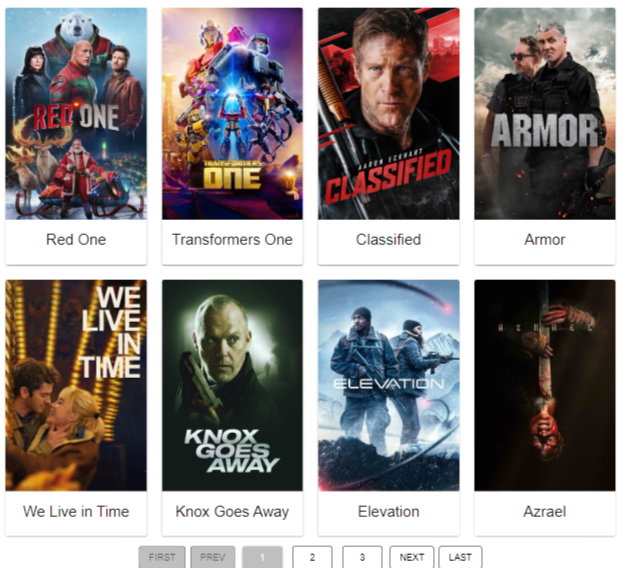 RED ONE
TRANSFORMERS
ONE
AARON ECKHART
CLASSIFIED
ARMOR
Red One
Transformers One
Classified
Armor
WE
LIVE
IN
TIME
KNOX
GOES
AWAY
ELEVATION
AZRAEL
We Live in Time
Knox Goes Away
Elevation
Azrael
FIRST
PREV
1
2
3
NEXT
LAST